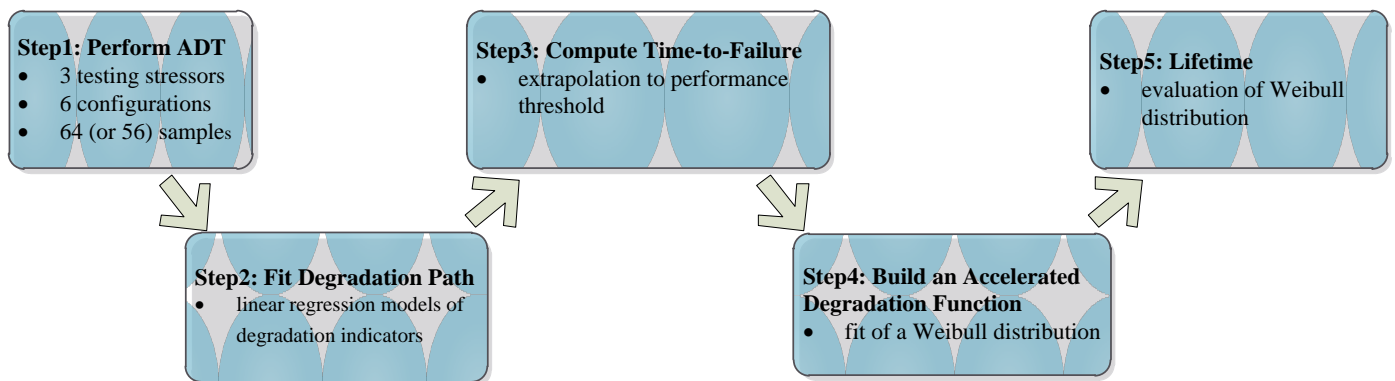 Step1: Perform ADT
• 3 testing stressors
• 6 configurations
• 64 (or 56) samples
Step2: Fit Degradation Path
• linear regression models of
degradation indicators
Step3: Compute Time-to-Failure
• extrapolation to performance
threshold
Step4: Build an Accelerated
Degradation Function
• fit of a Weibull distribution
Step5: Lifetime
• evaluation of Weibull
distribution